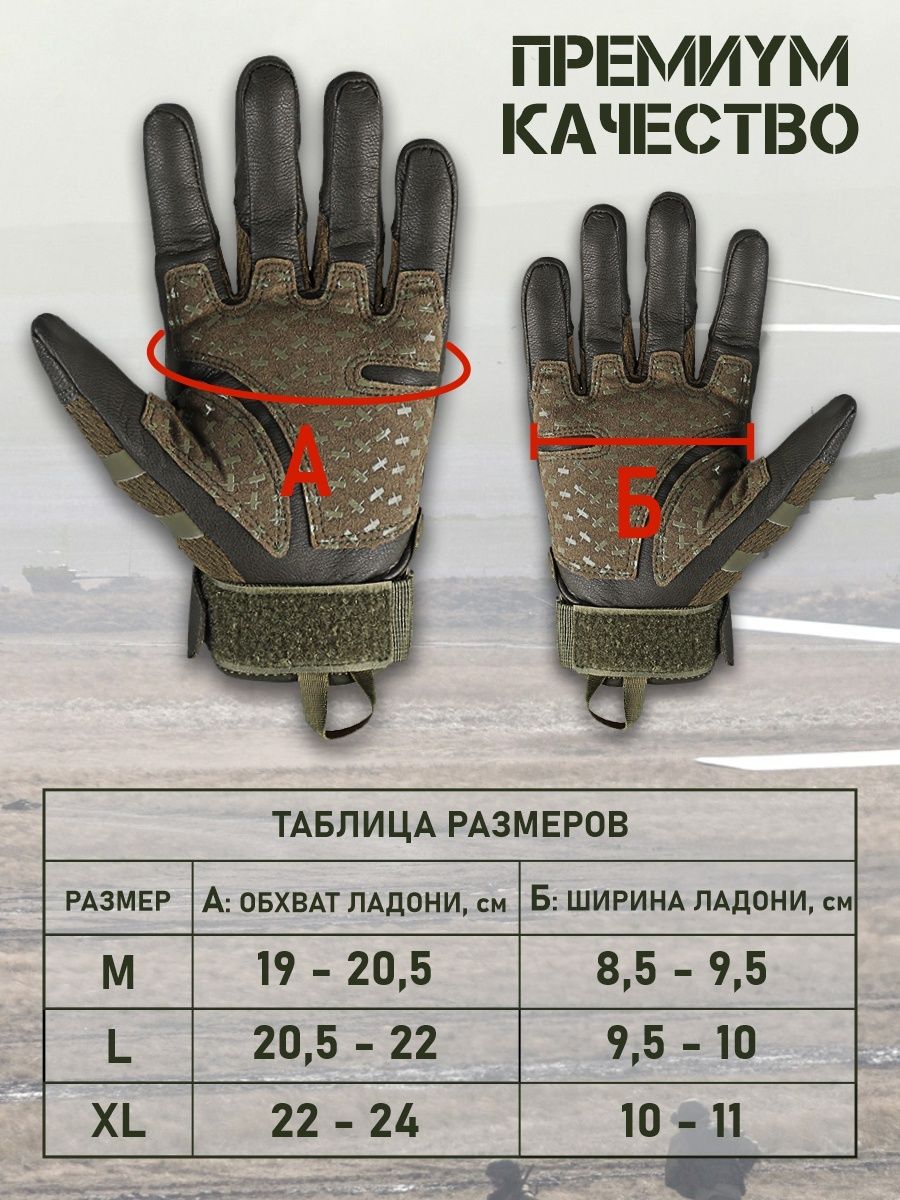 ПРЕМИУМ
КАЧЕСТВО
А
Б
ТАБЛИЦА РАЗМЕРОВ
РАЗМЕР А: ОБХВАТ ЛАДОНИ, см Б: ШИРИНА ЛАДОНИ, см
M 19 - 20,5 8,5 - 9,5
L 20,5 - 22 9,5 - 10
XL 22 - 24 10 - 11